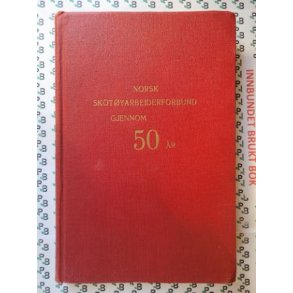 NORSK
SKOTØYARBEIDERFORBUND
GJENNOM
50 ÅR
INNBUNDET BRUKT BOK